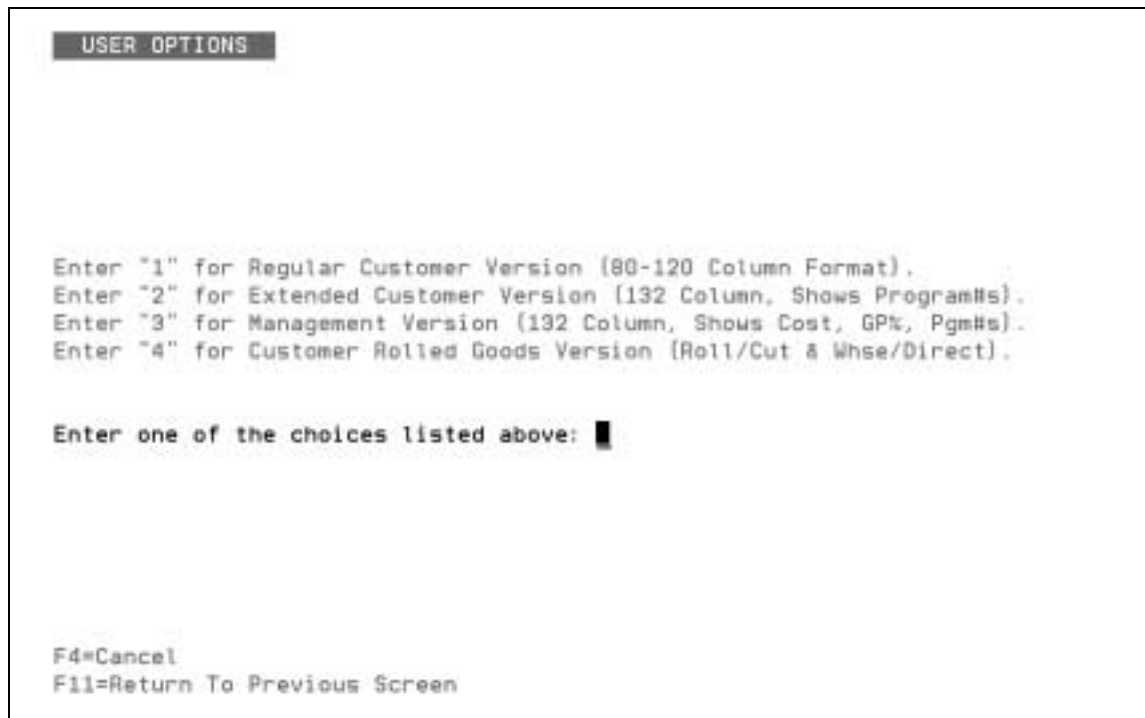 USER OPTIONS
Enter "1" for Regular Customer Version (80-120 Column Format).
Enter "2" for Extended Customer Version (132 Column, Shows Program#s).
Enter "3" for Management Version (132 Column, Shows Cost, GP%, Pgm#s).
Enter "4" for Customer Rolled Goods Version (Roll/Cut & Whse/Direct).
Enter one of the choices listed above:
F4=Cancel
F11=Return To Previous Screen